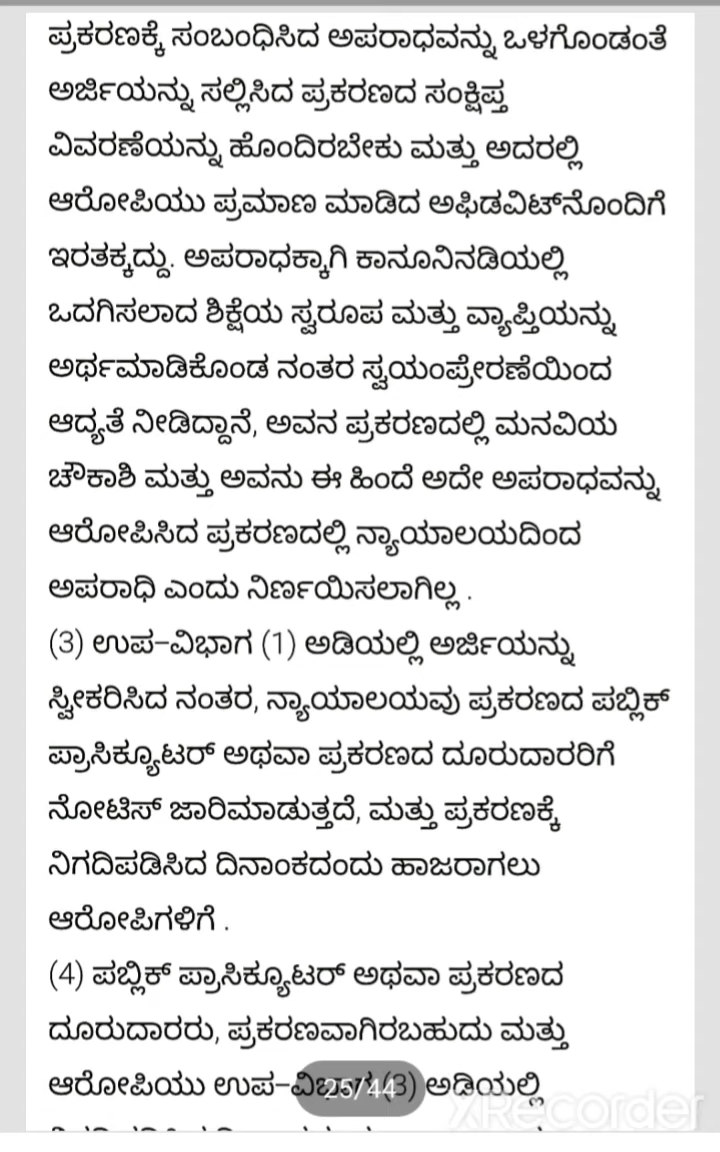 ಪ್ರಕರಣಕ್ಕೆ ಸಂಬಂಧಿಸಿದ ಅಪರಾಧವನ್ನು ಒಳಗೊಂಡಂತೆ
ಅರ್ಜಿಯನ್ನು ಸಲ್ಲಿಸಿದ ಪ್ರಕರಣದ ಸಂಕ್ಷಿಪ್ತ
ವಿವರಣೆಯನ್ನು ಹೊಂದಿರಬೇಕು ಮತ್ತು ಅದರಲ್ಲಿ
ಆರೋಪಿಯು ಪ್ರಮಾಣ ಮಾಡಿದ ಅಫಿಡವಿಟ್‌ನೊಂದಿಗೆ
ಇರತಕ್ಕದ್ದು. ಅಪರಾಧಕ್ಕಾಗಿ ಕಾನೂನಿನಡಿಯಲ್ಲಿ
ಒದಗಿಸಲಾದ ಶಿಕ್ಷೆಯ ಸ್ವರೂಪ ಮತ್ತು ವ್ಯಾಪ್ತಿಯನ್ನು
ಅರ್ಥಮಾಡಿಕೊಂಡ ನಂತರ ಸ್ವಯಂಪ್ರೇರಣೆಯಿಂದ
ಆದ್ಯತೆ ನೀಡಿದ್ದಾನೆ, ಅವನ ಪ್ರಕರಣದಲ್ಲಿ ಮನವಿಯ
ಚೌಕಾಶಿ ಮತ್ತು ಅವನು ಈ ಹಿಂದೆ ಅದೇ ಅಪರಾಧವನ್ನು
ಆರೋಪಿಸಿದ ಪ್ರಕರಣದಲ್ಲಿ ನ್ಯಾಯಾಲಯದಿಂದ
ಅಪರಾಧಿ ಎಂದು ನಿರ್ಣಯಿಸಲಾಗಿಲ್ಲ .
(3) ಉಪ-ವಿಭಾಗ (1) ಅಡಿಯಲ್ಲಿ ಅರ್ಜಿಯನ್ನು
ಸ್ವೀಕರಿಸಿದ ನಂತರ, ನ್ಯಾಯಾಲಯವು ಪ್ರಕರಣದ ಪಬ್ಲಿಕ್
ಪ್ರಾಸಿಕ್ಯೂಟರ್ ಅಥವಾ ಪ್ರಕರಣದ ದೂರುದಾರರಿಗೆ
ನೋಟಿಸ್ ಜಾರಿಮಾಡುತ್ತದೆ, ಮತ್ತು ಪ್ರಕರಣಕ್ಕೆ
ನಿಗದಿಪಡಿಸಿದ ದಿನಾಂಕದಂದು ಹಾಜರಾಗಲು
ಆರೋಪಿಗಳಿಗೆ .
(4) ಪಬ್ಲಿಕ್ ಪ್ರಾಸಿಕ್ಯೂಟರ್ ಅಥವಾ ಪ್ರಕರಣದ
ದೂರುದಾರರು, ಪ್ರಕರಣವಾಗಿರಬಹುದು ಮತ್ತು
ಆರೋಪಿಯು ಉಪ-ವಿಭಾಗ (3) ಅಡಿಯಲ್ಲಿ
25/44
XRecorder